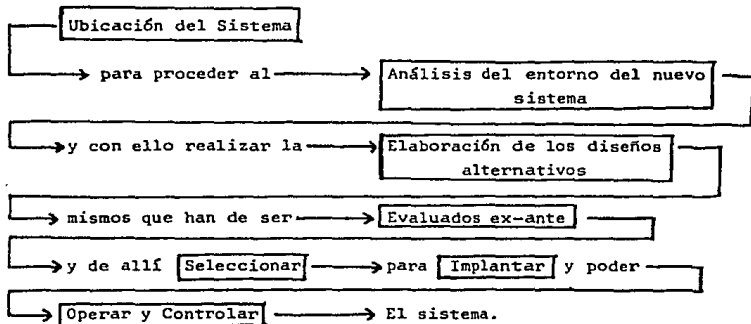 Ubicación del Sistema
para proceder al Análisis del entorno del nuevo
sistema
y con ello realizar la Elaboración de los diseños
alternativos
mismos que han de ser Evaluados ex-ante
y de allí Seleccionar para Implantar y poder
Operar y Controlar El sistema.